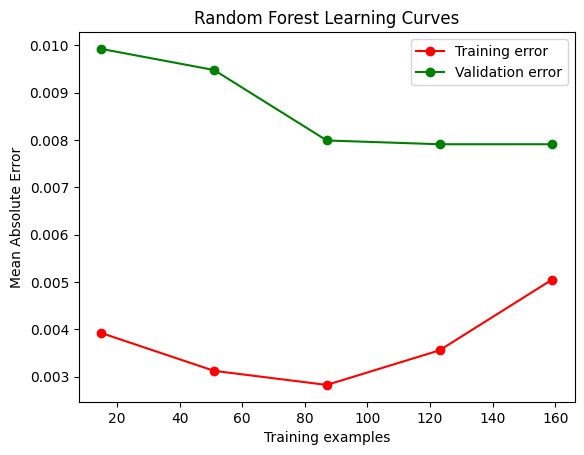 Random Forest Learning Curves
Training error
Validation error
Mean Absolute Error
0.010
0.009
0.008
0.007
0.006
0.005
0.004
0.003
20 40 60 80 100 120 140 160
Training examples